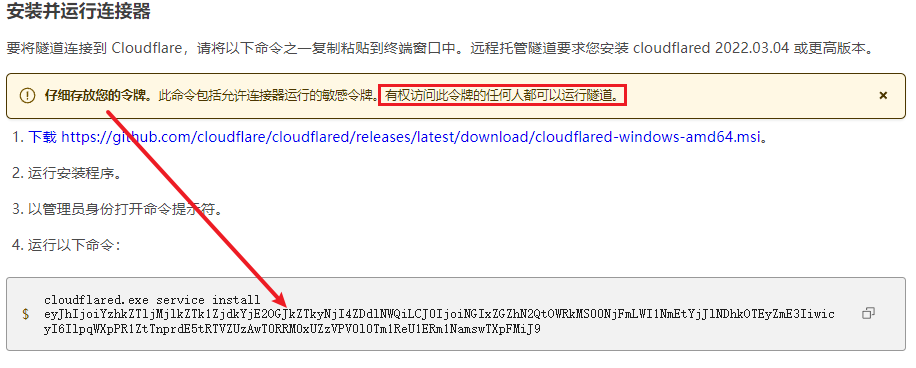 安装并运行连接器
要将隧道连接到 Cloudflare，请将以下命令之一复制粘贴到终端窗口中。远程托管隧道要求您安装 cloudflared 2022.03.04 或更高版本。
仔细存放您的令牌。此命令包括允许连接器运行的敏感令牌。有权访问此令牌的任何人都可以运行隧道。
1. 下载 https://github.com/cloudflare/cloudflared/releases/latest/download/cloudflared-windows-amd64.msi。
2. 运行安装程序。
3. 以管理员身份打开命令提示符。
4. 运行以下命令：
$ cloudflared.exe service install